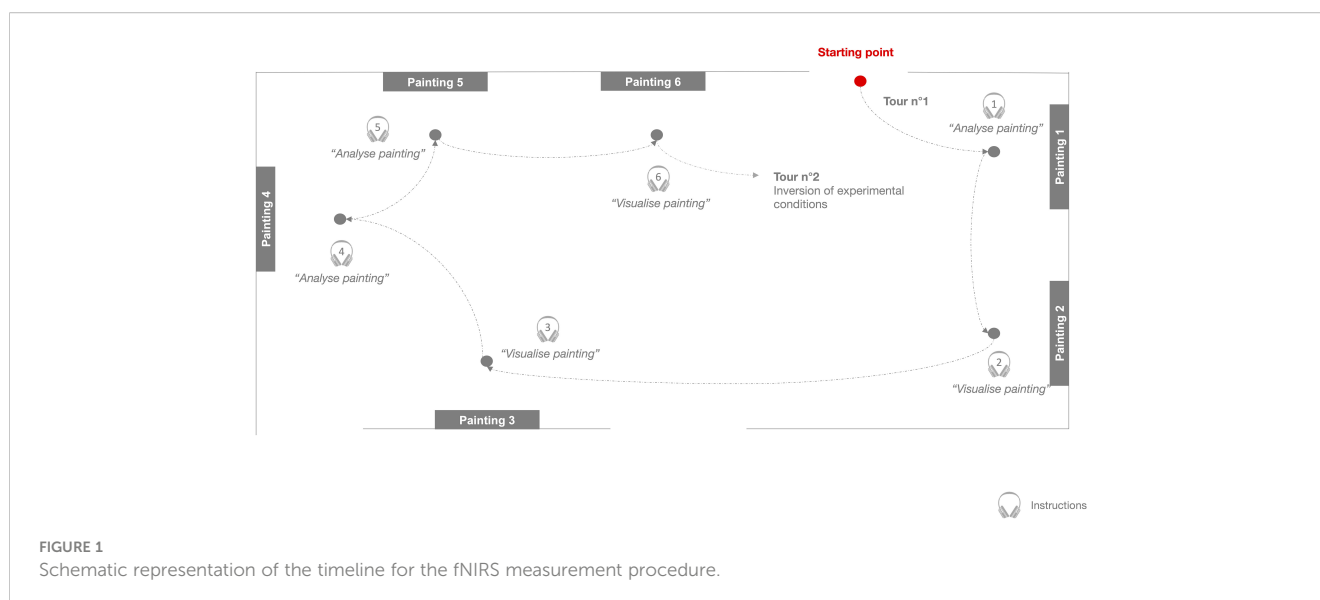 Starting point
Painting 5
Painting 6
Tour n°1
1
"Analyse painting"
Painting 1
5
"Analyse painting"
6
"Visualise painting"
Tour n°2
Inversion of experimental
conditions
Painting 4
4
"Analyse painting"
3
"Visualise painting"
Painting 2
2
"Visualise painting"
Painting 3
Instructions
FIGURE 1
Schematic representation of the timeline for the fNIRS measurement procedure.